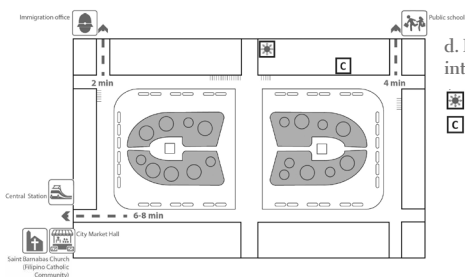 Immigration office
Public school
d.
int
C
2 min
4 min
C
Central Station
6-8 min
City Market Hall
Saint Barnabas Church
(Filipino Catholic
Community)